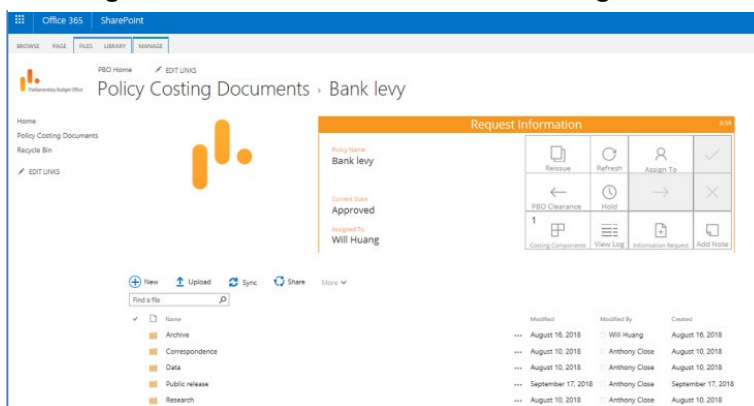 Office 365 SharePoint
BROWSE PAGE FILES LIBRARY MANAGE
PBO Home EDIT LINKS
Parliamentary Budget Office
Policy Costing Documents › Bank levy
Home
Policy Costing Documents
Recycle Bin
EDIT LINKS
Request Information
Policy Name
Bank levy
Current State
Approved
Assigned To
Will Huang
Reissue Refresh Assign To
PBO Clearance Hold
1
Costing Components View Log Information Request Add Note
New Upload Sync Share More
Find a file
Name Modified Modified By Created
Archive ... August 16, 2018 Will Huang August 16, 2018
Correspondence ... August 10, 2018 Anthony Close August 10, 2018
Data ... August 10, 2018 Anthony Close August 10, 2018
Public release ... September 17, 2018 Anthony Close September 17, 2018
Research ... August 10, 2018 Anthony Close August 10, 2018